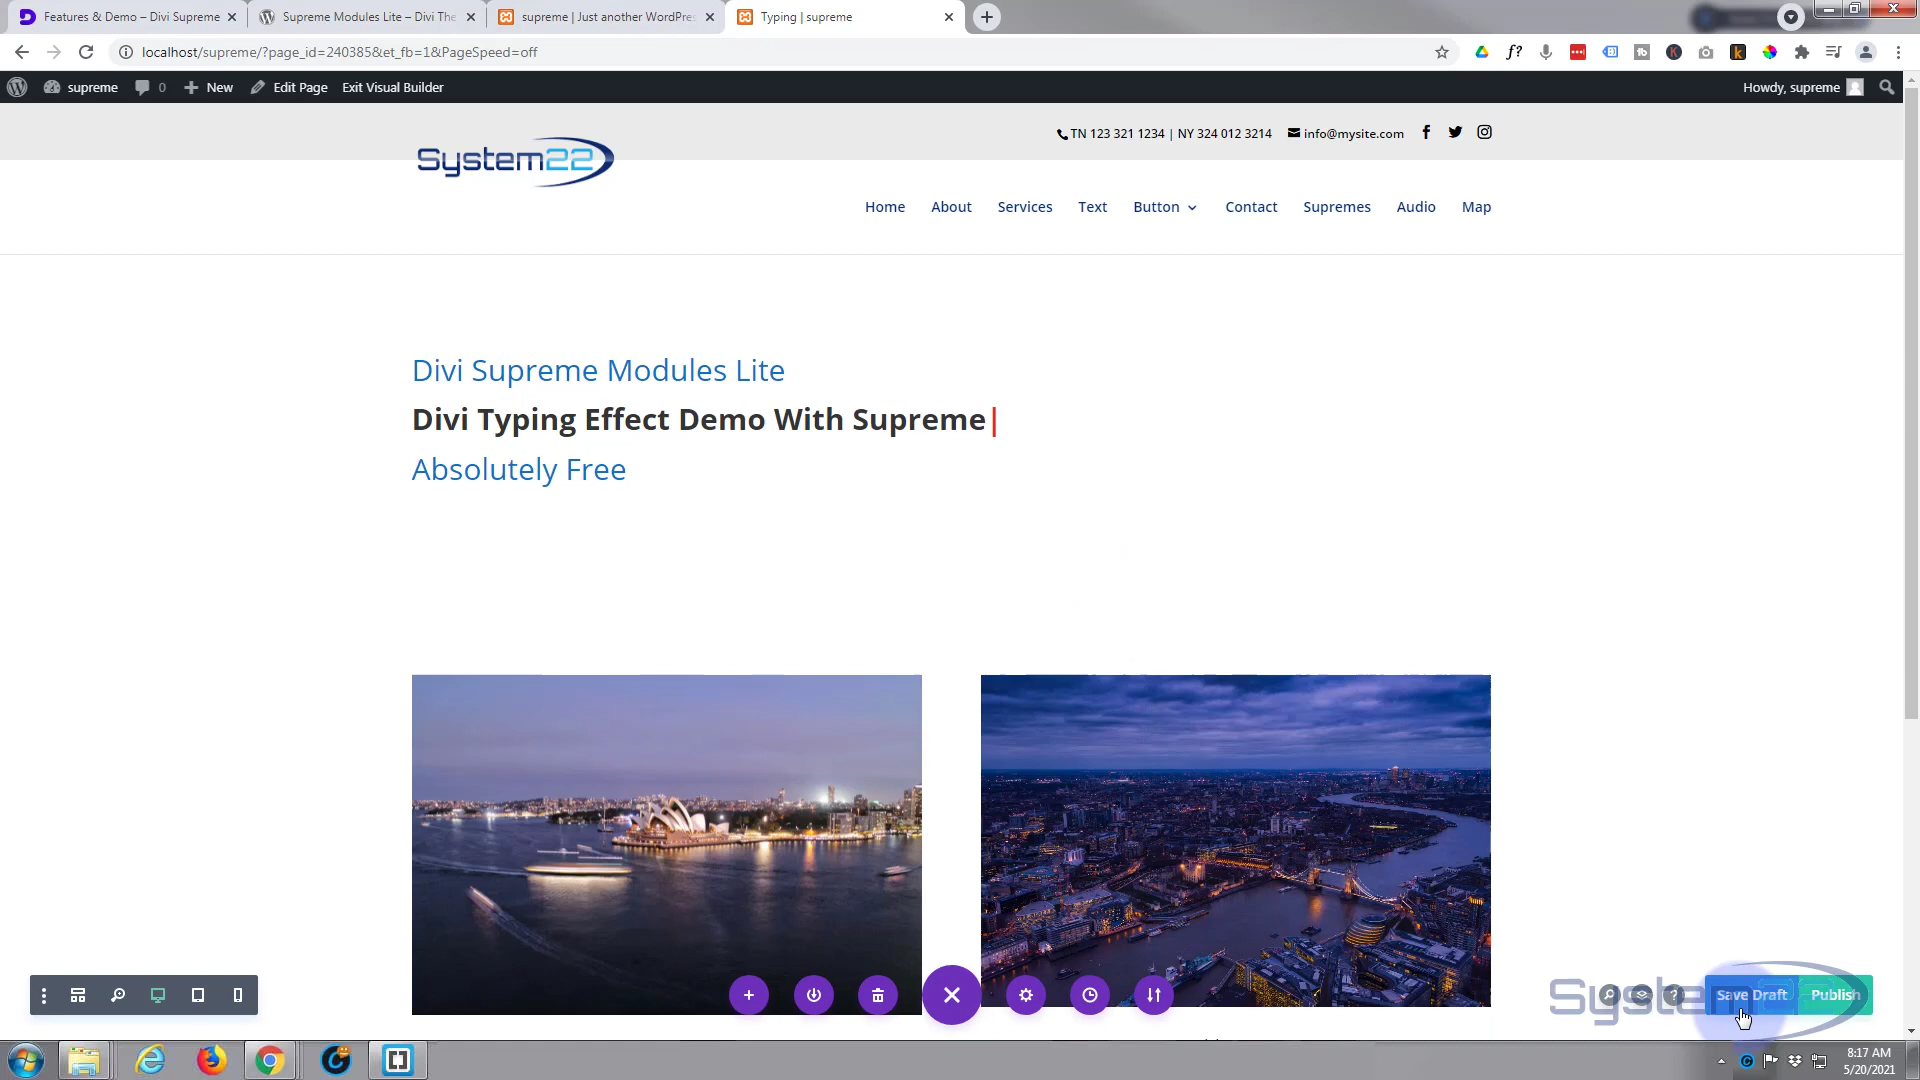 Features & Demo – Divi Supreme
Supreme Modules Lite – Divi The
supreme | Just another WordPres
Typing | supreme
localhost/supreme/?page_id=240385&et_fb=1&PageSpeed=off
supreme
0
New
Edit Page
Exit Visual Builder
Howdy, supreme
TN 123 321 1234 | NY 324 012 3214
info@mysite.com
System22
Home
About
Services
Text
Button
Contact
Supremes
Audio
Map
Divi Supreme Modules Lite
Divi Typing Effect Demo With Supreme|
Absolutely Free
System22
Save Draft
Publish
8:17 AM
5/20/2021